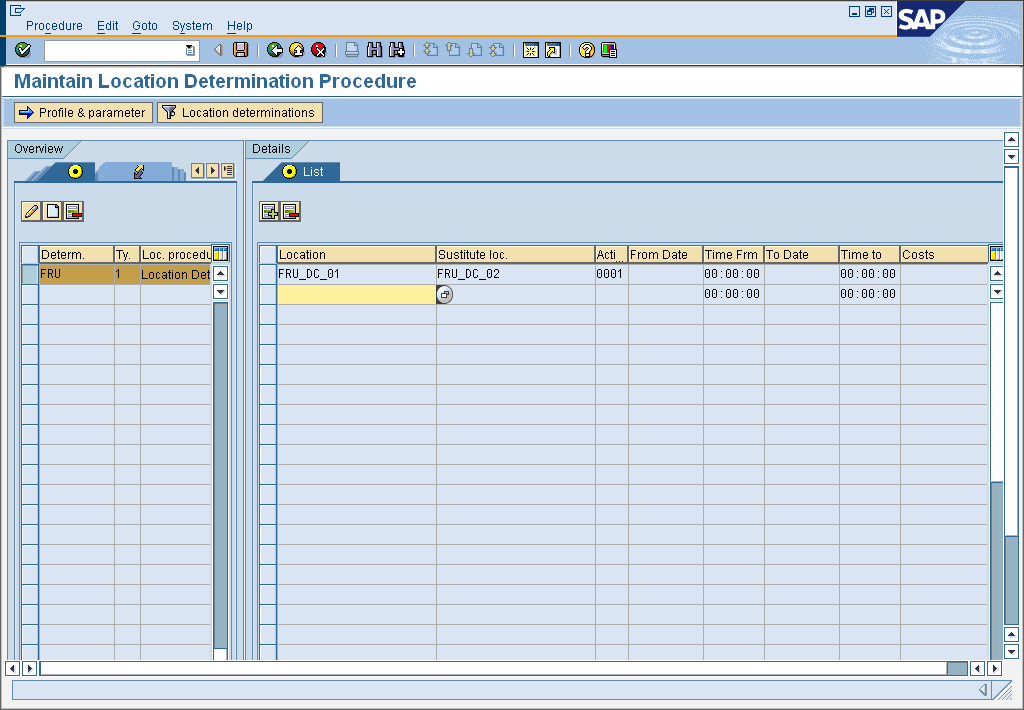 Procedure Edit Goto System Help
SAP
Maintain Location Determination Procedure
Profile & parameter Location determinations
Overview
Details
List
Determ. Ty. Loc. procedu
FRU 1 Location Det
Location Sustitute loc. Acti... From Date Time Frm To Date Time to Costs
FRU_DC_01 FRU_DC_02 0001 00:00:00 00:00:00
00:00:00 00:00:00